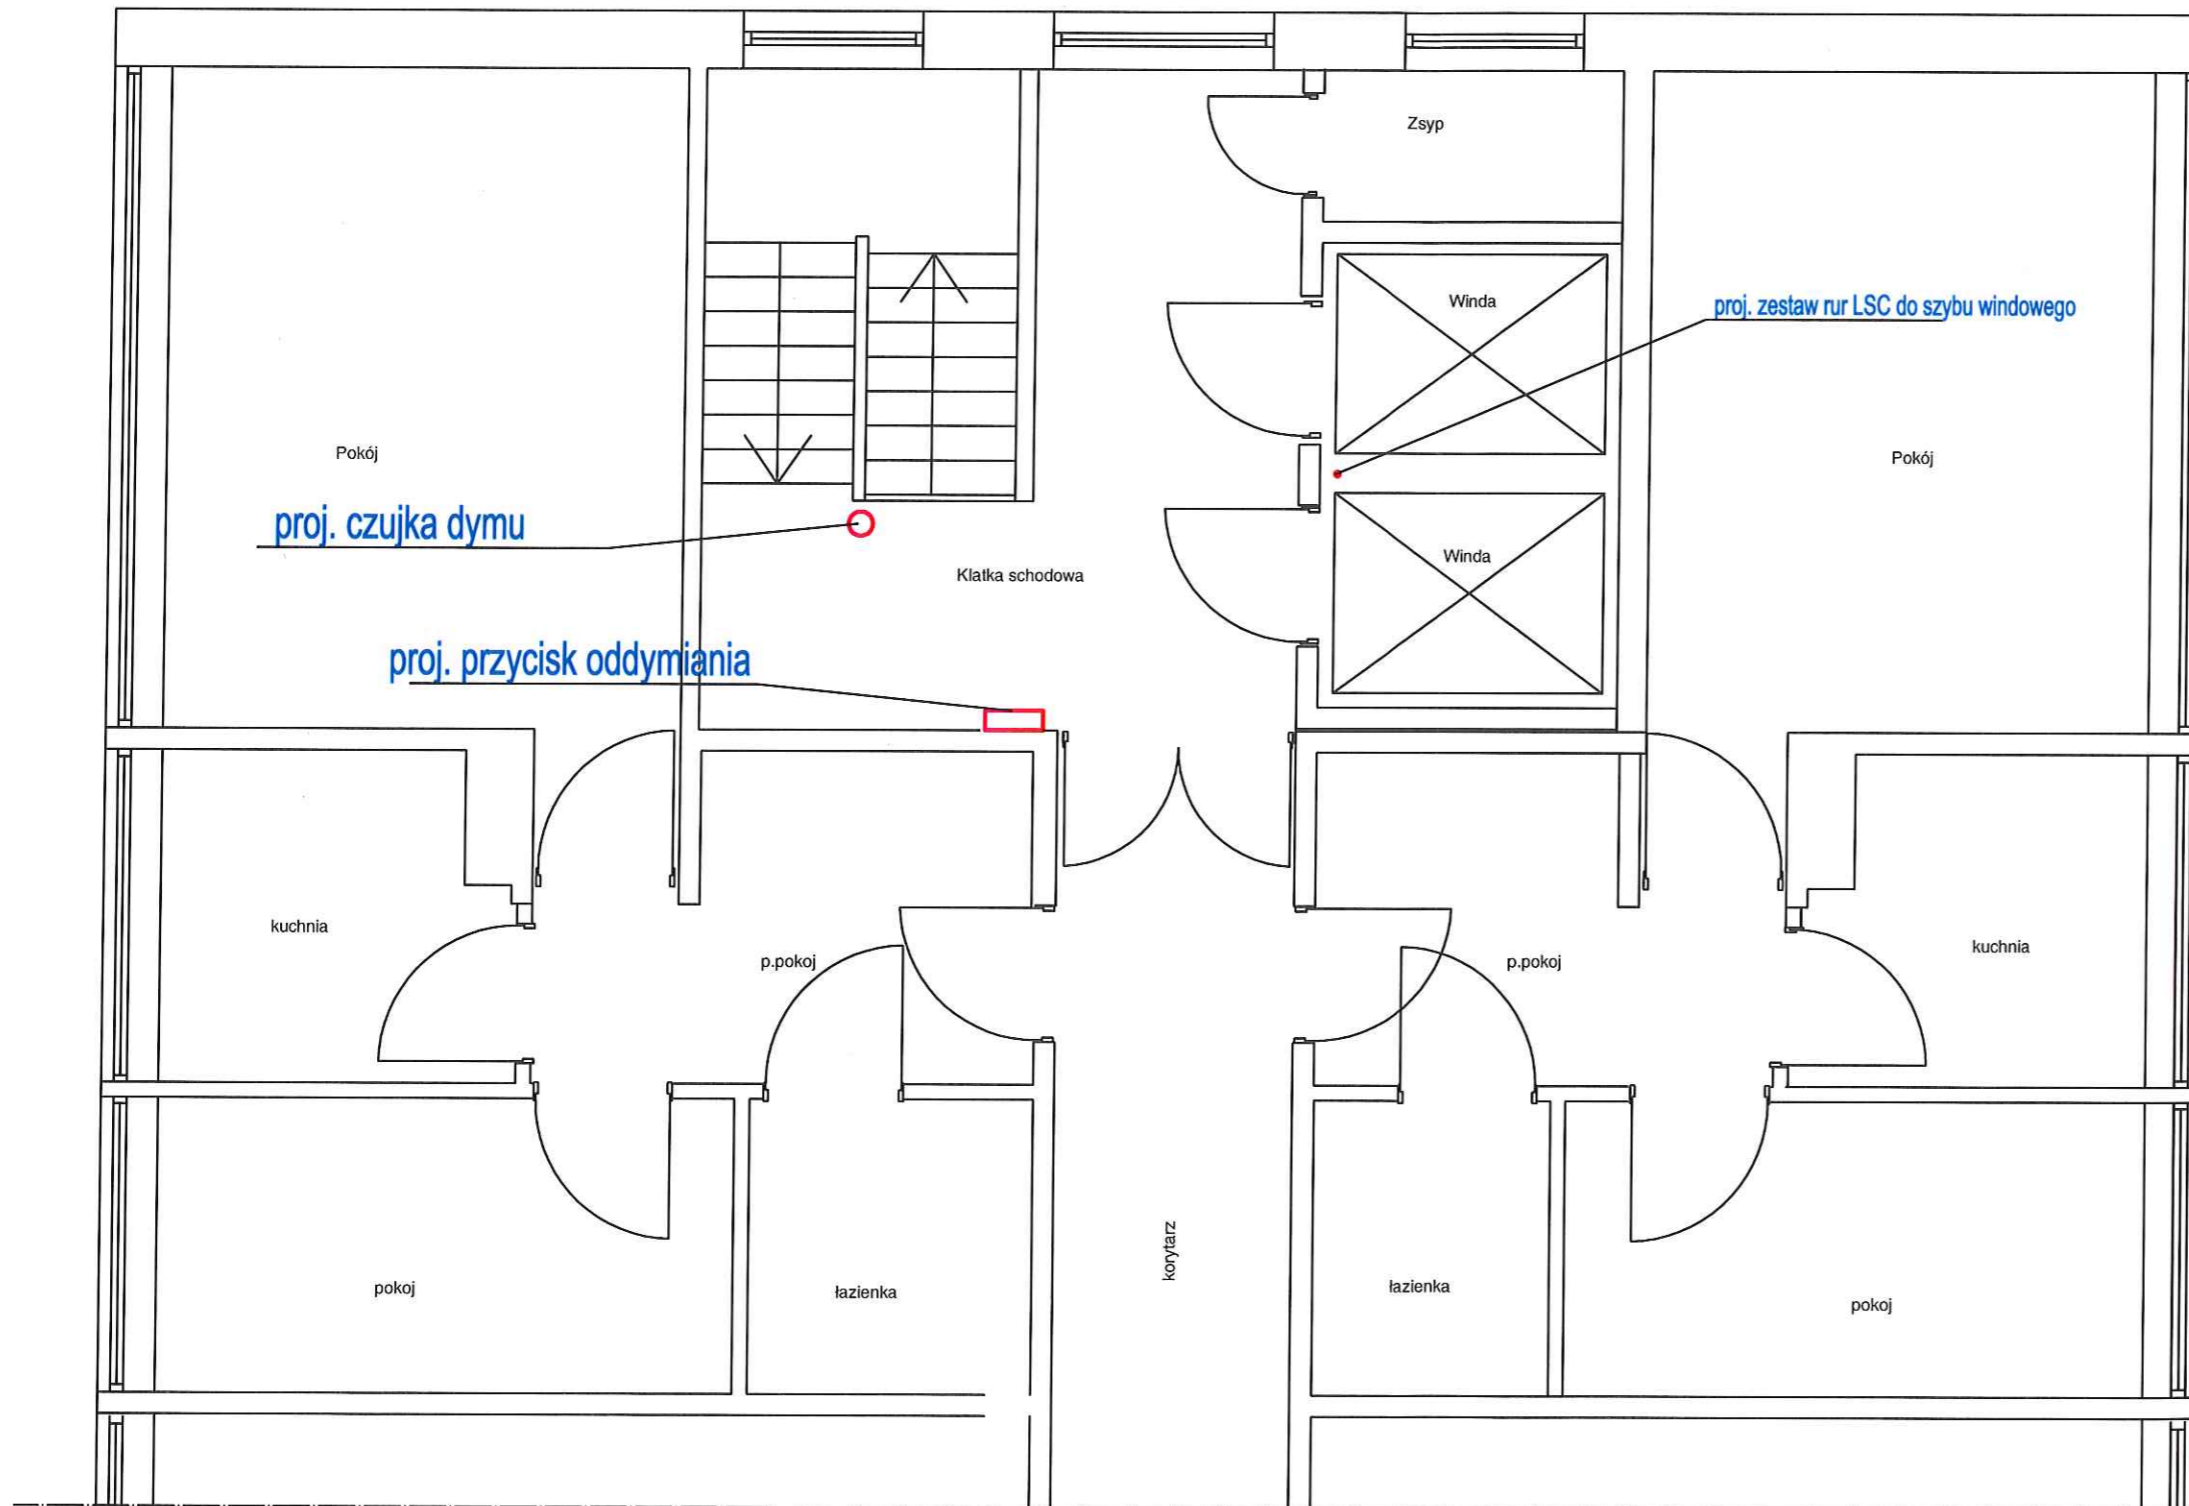 Zsyp
Winda
proj. zestaw rur LSC do szybu windowego
Pokój
Pokój
proj. czujka dymu
Winda
Klatka schodowa
proj. przycisk oddymiania
kuchnia
p.pokoj
p.pokoj
kuchnia
korytarz
pokoj
łazienka
łazienka
pokoj